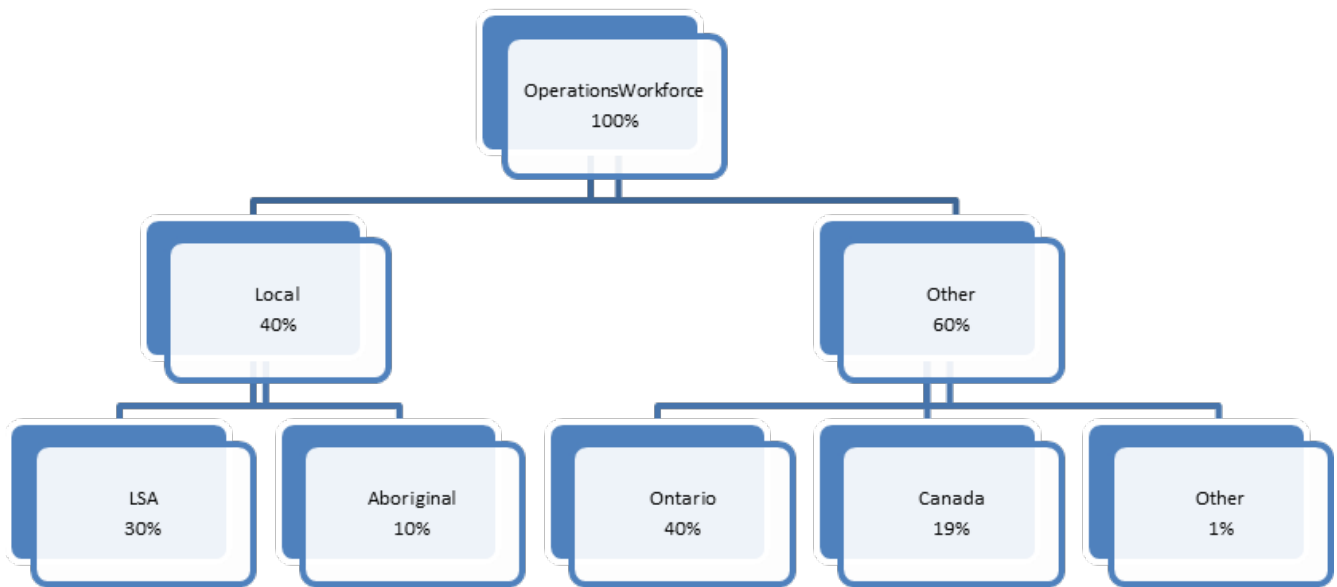 OperationsWorkforce
100%
Local
40%
Other
60%
LSA
30%
Aboriginal
10%
Ontario
40%
Canada
19%
Other
1%